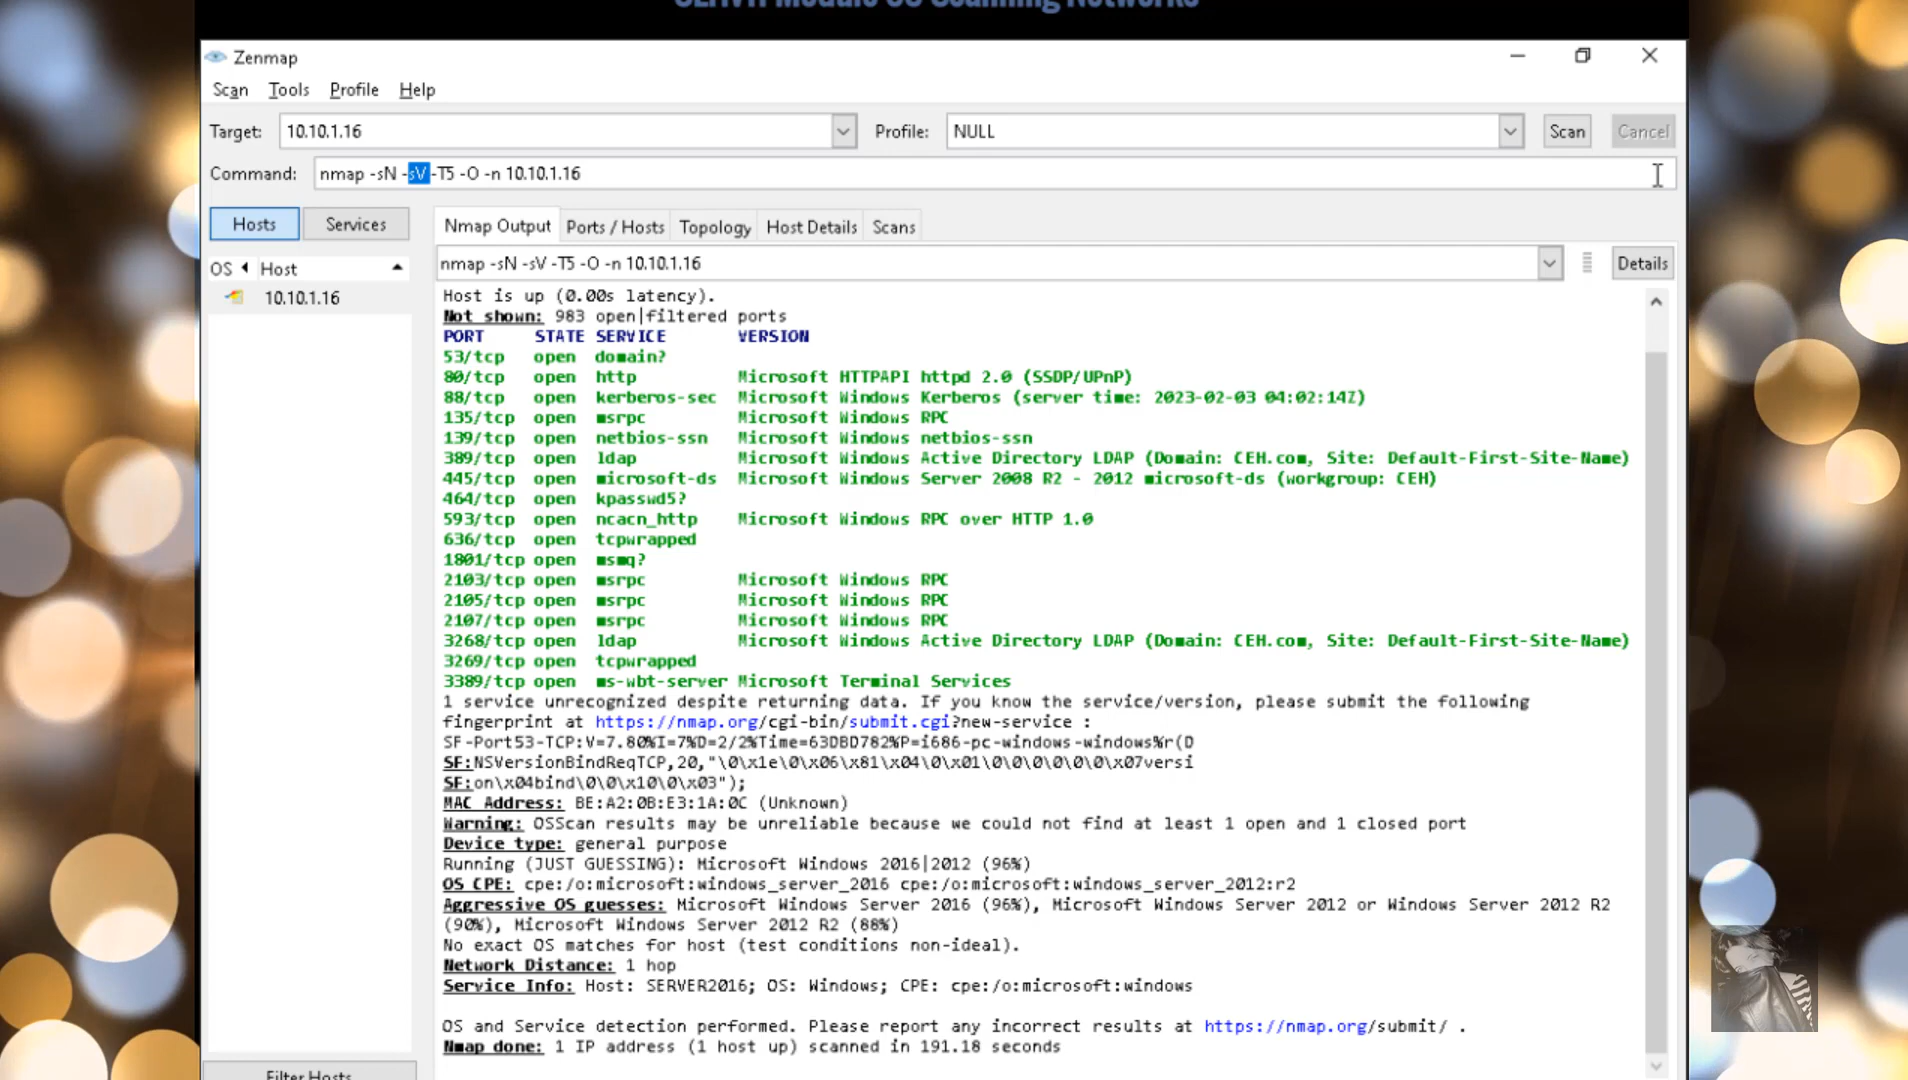 CEHv11 Module 03 Scanning Networks
Zenmap
Scan Tools Profile Help
Target: 10.10.1.16 Profile: NULL Scan Cancel
Command: nmap -sN -sV -T5 -O -n 10.10.1.16
Hosts Services
Nmap Output Ports / Hosts Topology Host Details Scans
OS Host
10.10.1.16
nmap -sN -sV -T5 -O -n 10.10.1.16 Details
Host is up (0.00s latency).
Not shown: 983 open|filtered ports
PORT STATE SERVICE VERSION
53/tcp open domain?
80/tcp open http Microsoft HTTPAPI httpd 2.0 (SSDP/UPnP)
88/tcp open kerberos-sec Microsoft Windows Kerberos (server time: 2023-02-03 04:02:14Z)
135/tcp open msrpc Microsoft Windows RPC
139/tcp open netbios-ssn Microsoft Windows netbios-ssn
389/tcp open ldap Microsoft Windows Active Directory LDAP (Domain: CEH.com, Site: Default-First-Site-Name)
445/tcp open microsoft-ds Microsoft Windows Server 2008 R2 - 2012 microsoft-ds (workgroup: CEH)
464/tcp open kpasswd5?
593/tcp open ncacn_http Microsoft Windows RPC over HTTP 1.0
636/tcp open tcpwrapped
1801/tcp open msmq?
2103/tcp open msrpc Microsoft Windows RPC
2105/tcp open msrpc Microsoft Windows RPC
2107/tcp open msrpc Microsoft Windows RPC
3268/tcp open ldap Microsoft Windows Active Directory LDAP (Domain: CEH.com, Site: Default-First-Site-Name)
3269/tcp open tcpwrapped
3389/tcp open ms-wbt-server Microsoft Terminal Services
1 service unrecognized despite returning data. If you know the service/version, please submit the following
fingerprint at https://nmap.org/cgi-bin/submit.cgi?new-service :
SF-Port53-TCP:V=7.80%I=7%D=2/2%Time=63DBD782%P=i686-pc-windows-windows%r(D
SF:NSVersionBindReqTCP,20,"\0\x1e\0\x06\x81\x04\0\x01\0\0\0\0\0\0\x07versi
SF:on\x04bind\0\0\x10\0\x03");
MAC Address: BE:A2:0B:E3:1A:0C (Unknown)
Warning: OSScan results may be unreliable because we could not find at least 1 open and 1 closed port
Device type: general purpose
Running (JUST GUESSING): Microsoft Windows 2016|2012 (96%)
OS CPE: cpe:/o:microsoft:windows_server_2016 cpe:/o:microsoft:windows_server_2012:r2
Aggressive OS guesses: Microsoft Windows Server 2016 (96%), Microsoft Windows Server 2012 or Windows Server 2012 R2
(90%), Microsoft Windows Server 2012 R2 (88%)
No exact OS matches for host (test conditions non-ideal).
Network Distance: 1 hop
Service Info: Host: SERVER2016; OS: Windows; CPE: cpe:/o:microsoft:windows
OS and Service detection performed. Please report any incorrect results at https://nmap.org/submit/ .
Nmap done: 1 IP address (1 host up) scanned in 191.18 seconds
Filter Hosts